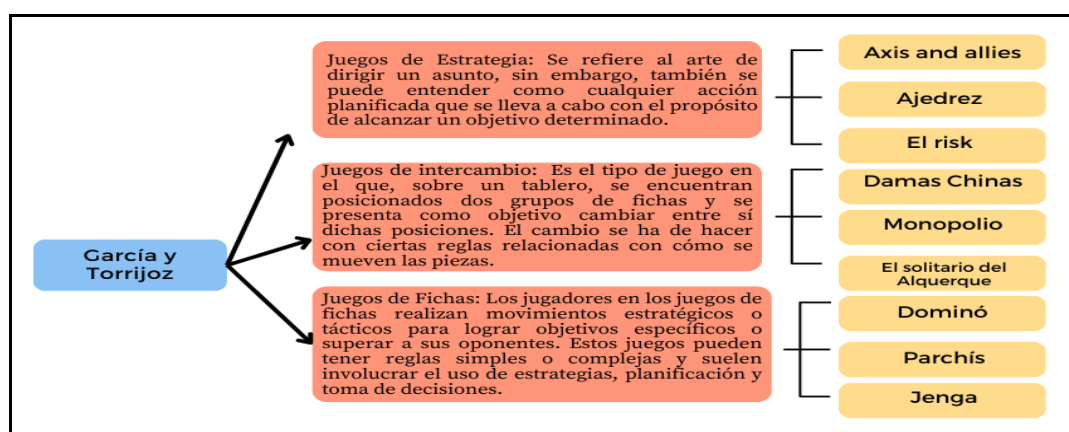 García y
Torrijoz
Juegos de Estrategia: Se refiere al arte de
dirigir un asunto, sin embargo, también se
puede entender como cualquier acción
planificada que se lleva a cabo con el propósito
de alcanzar un objetivo determinado.
Axis and allies
Ajedrez
El risk
Juegos de intercambio: Es el tipo de juego en
el que, sobre un tablero, se encuentran
posicionados dos grupos de fichas y se
presenta como objetivo cambiar entre sí
dichas posiciones. El cambio se ha de hacer
con ciertas reglas relacionadas con cómo se
mueven las piezas.
Damas Chinas
Monopolio
El solitario del
Alquerque
Juegos de Fichas: Los jugadores en los juegos de
fichas realizan movimientos estratégicos o
tácticos para lograr objetivos específicos o
superar a sus oponentes. Estos juegos pueden
tener reglas simples o complejas y suelen
involucrar el uso de estrategias, planificación y
toma de decisiones.
Dominó
Parchís
Jenga